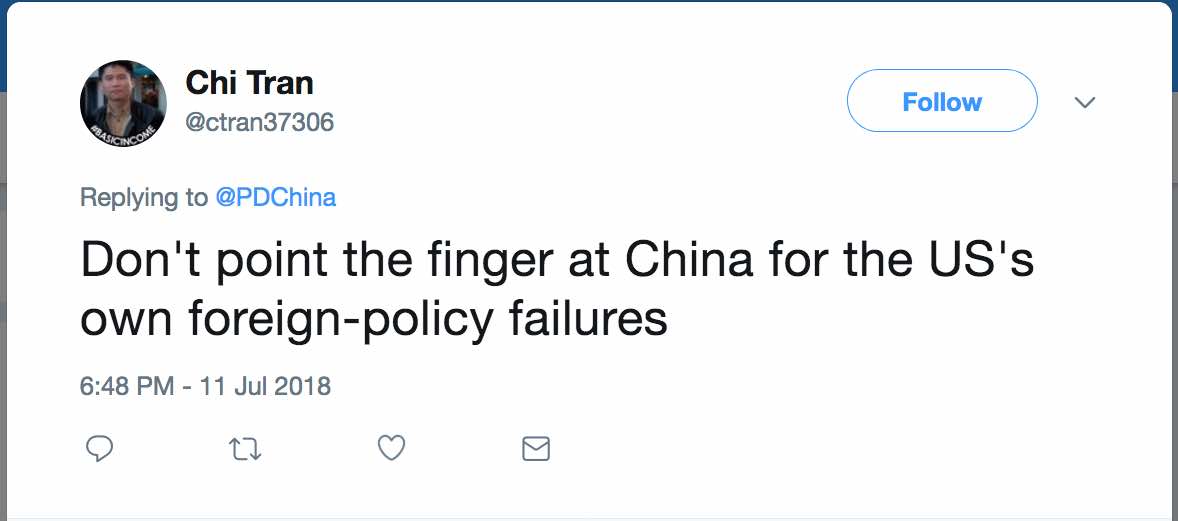 Chi Tran
@ctran37306
Follow
#BASICINCOME
Replying to @PDChina
Don't point the finger at China for the US's
own foreign-policy failures
6:48 PM - 11 Jul 2018